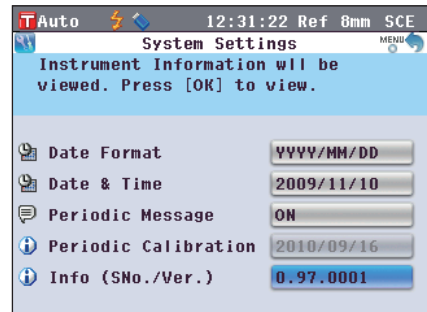 T Auto 12:31:22 Ref 8mm SCE
System Settings MENU
Instrument Information wll be
viewed. Press [OK] to view.
Date Format YYYY/MM/DD
Date & Time 2009/11/10
Periodic Message ON
Periodic Calibration 2010/09/16
Info (SNo./Ver.) 0.97.0001